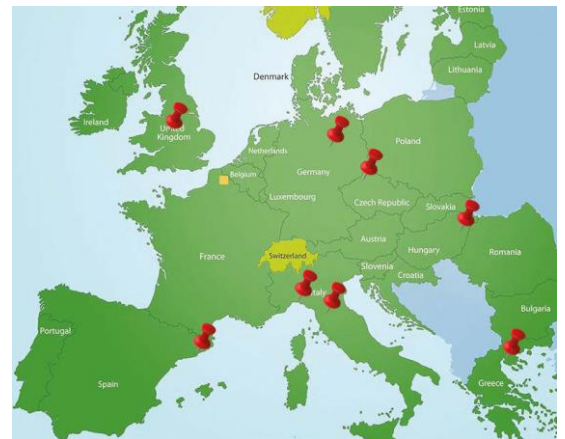 Estonia
Latvia
Lithuania
Denmark
Ireland
United
Kingdom
Netherlands
Poland
Germany
Belgium
Luxembourg
Czech Republic
Slovakia
France
Switzerland
Austria
Hungary
Romania
Slovenia
Croatia
Italy
Bulgaria
Portugal
Spain
Greece